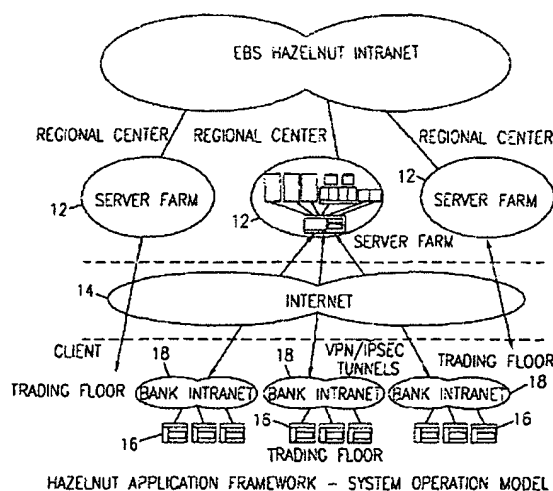 EBS HAZELNUT INTRANET
REGIONAL CENTER REGIONAL CENTER REGIONAL CENTER
12 SERVER FARM
12
SERVER FARM
12 SERVER FARM
14
INTERNET
CLIENT
18 18 VPN/IPSEC
TUNNELS
TRADING FLOOR
TRADING FLOOR
BANK INTRANET BANK INTRANET BANK INTRANET 18
16 16 16
TRADING FLOOR
HAZELNUT APPLICATION FRAMEWORK - SYSTEM OPERATION MODEL